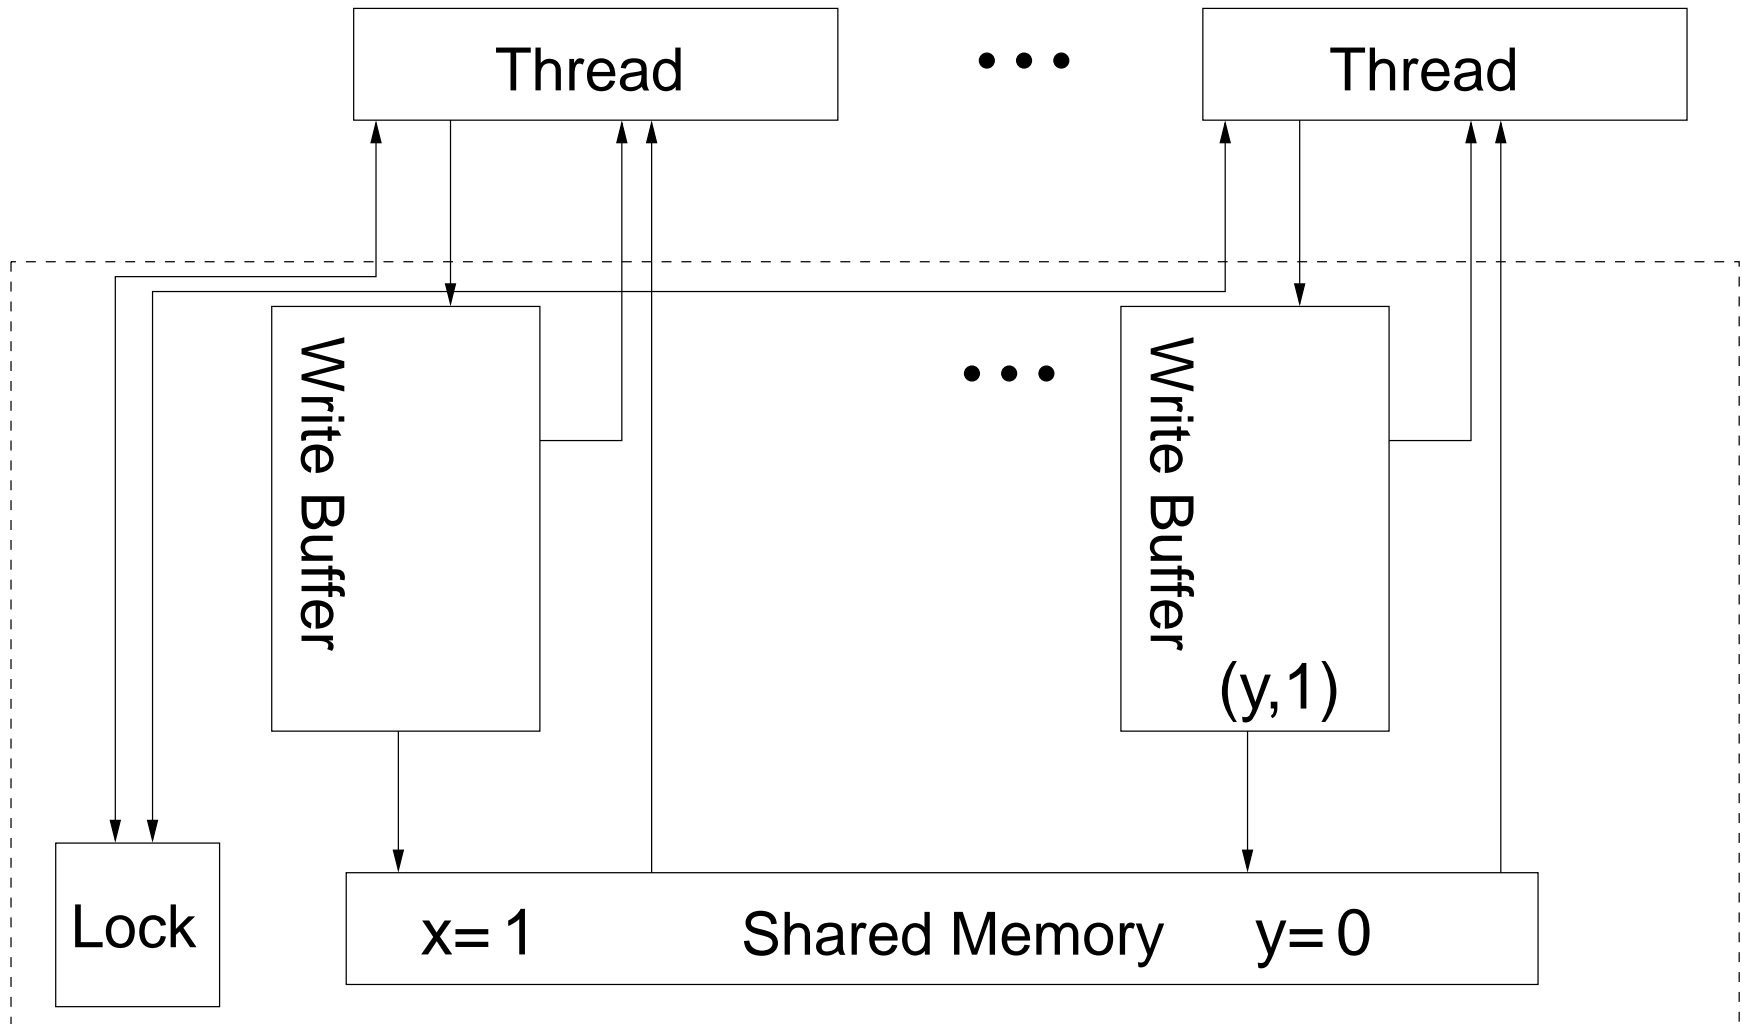 Thread
Thread
Write Buffer
Write Buffer
(y,1)
Lock
x= 1
Shared Memory
y= 0